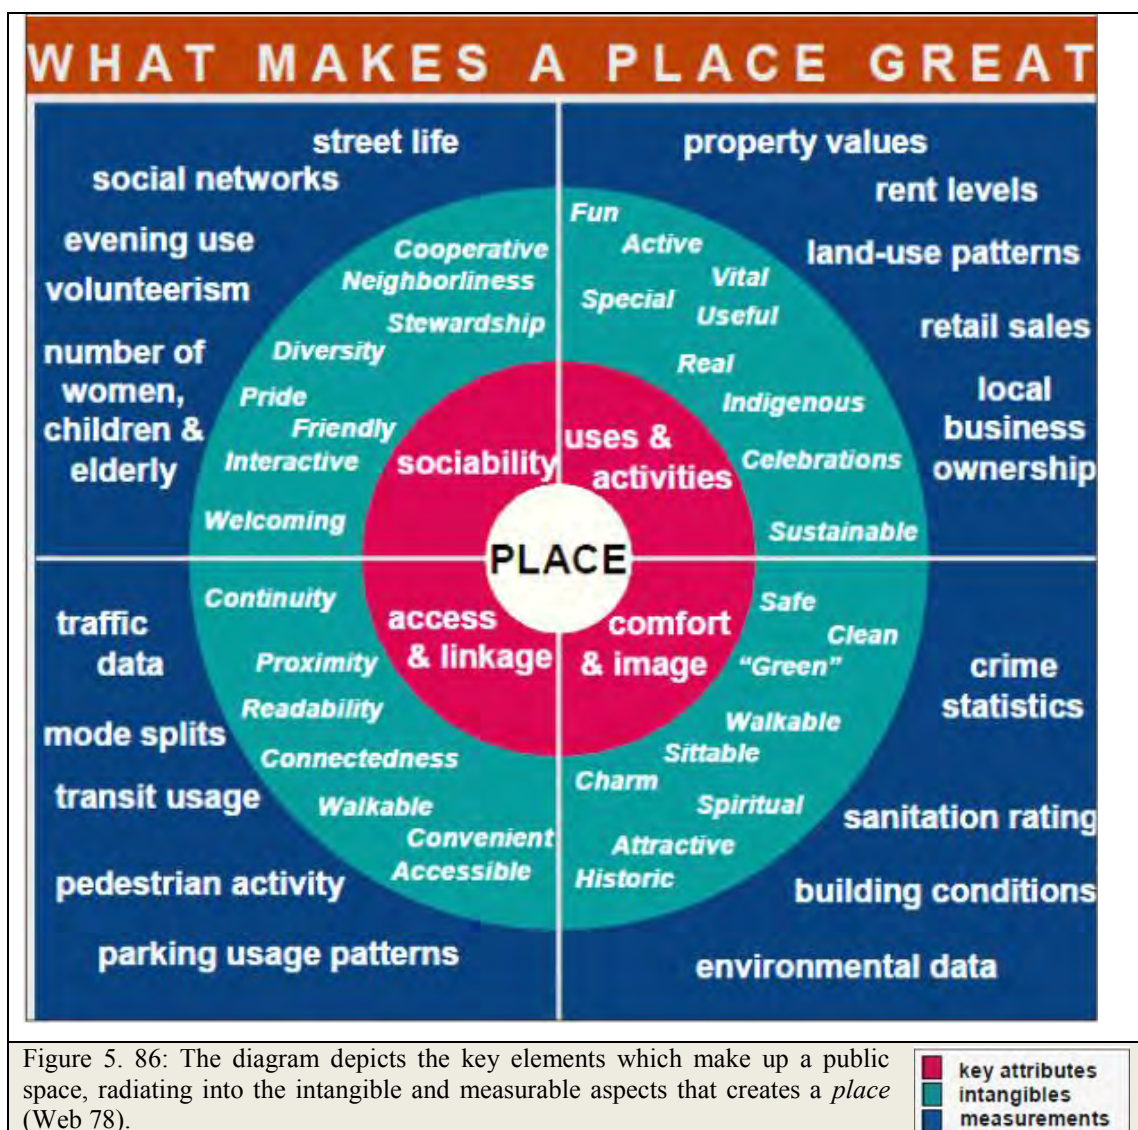 WHAT MAKES A PLACE GREAT
street life
social networks
evening use
volunteerism
number of
women,
children &
elderly
Cooperative
Neighborliness
Stewardship
Diversity
Pride
Friendly
Interactive
Welcoming
sociability
property values
rent levels
land-use patterns
retail sales
local
business
ownership
Fun
Active
Vital
Special
Useful
Real
Indigenous
Celebrations
Sustainable
uses &
activities
PLACE
traffic
data
mode splits
transit usage
pedestrian activity
parking usage patterns
Continuity
Proximity
Readability
Connectedness
Walkable
Convenient
Accessible
access
& linkage
comfort
& image
Safe
Clean
“Green”
Walkable
Sittable
Charm
Spiritual
Attractive
Historic
crime
statistics
sanitation rating
building conditions
environmental data
Figure 5. 86: The diagram depicts the key elements which make up a public
space, radiating into the intangible and measurable aspects that creates a place
(Web 78).
key attributes
intangibles
measurements